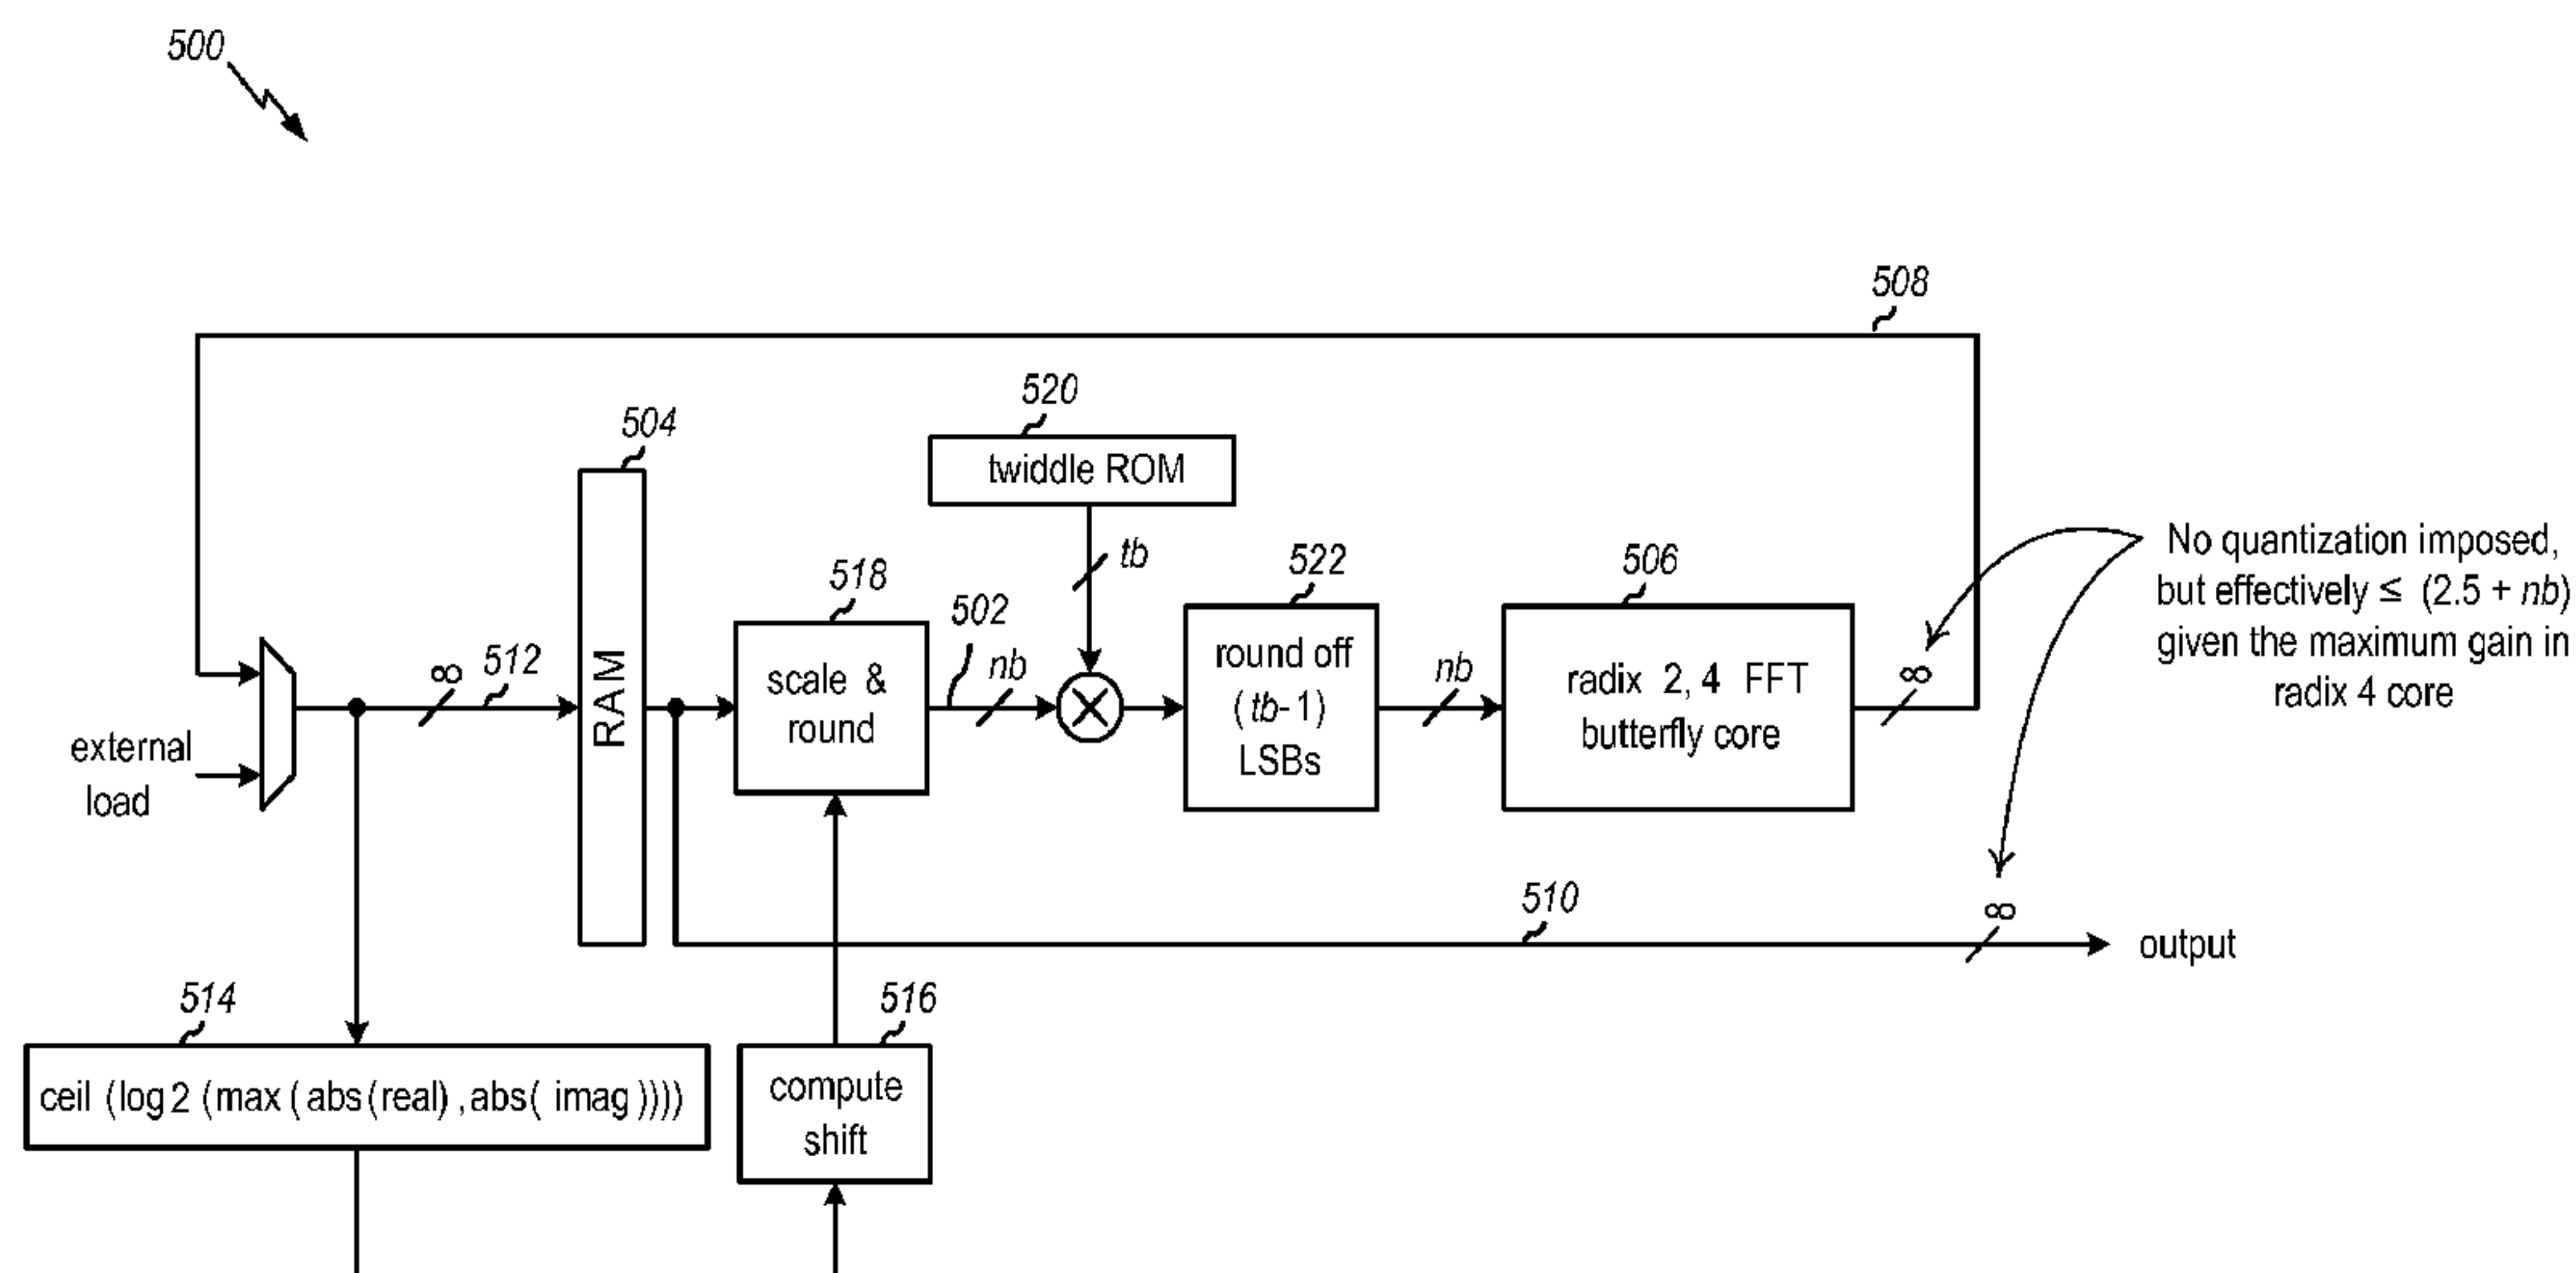 500
508
520
504
twiddle ROM
tb
518
502
522
506
No quantization imposed,
but effectively ≤ (2.5 + nb)
given the maximum gain in
radix 4 core
∞
512
RAM
scale &
round
nb
round off
(tb-1)
LSBs
nb
radix 2, 4 FFT
butterfly core
∞
external
load
510
∞
output
514
516
ceil (log2 (max (abs(real), abs( imag))))
compute
shift